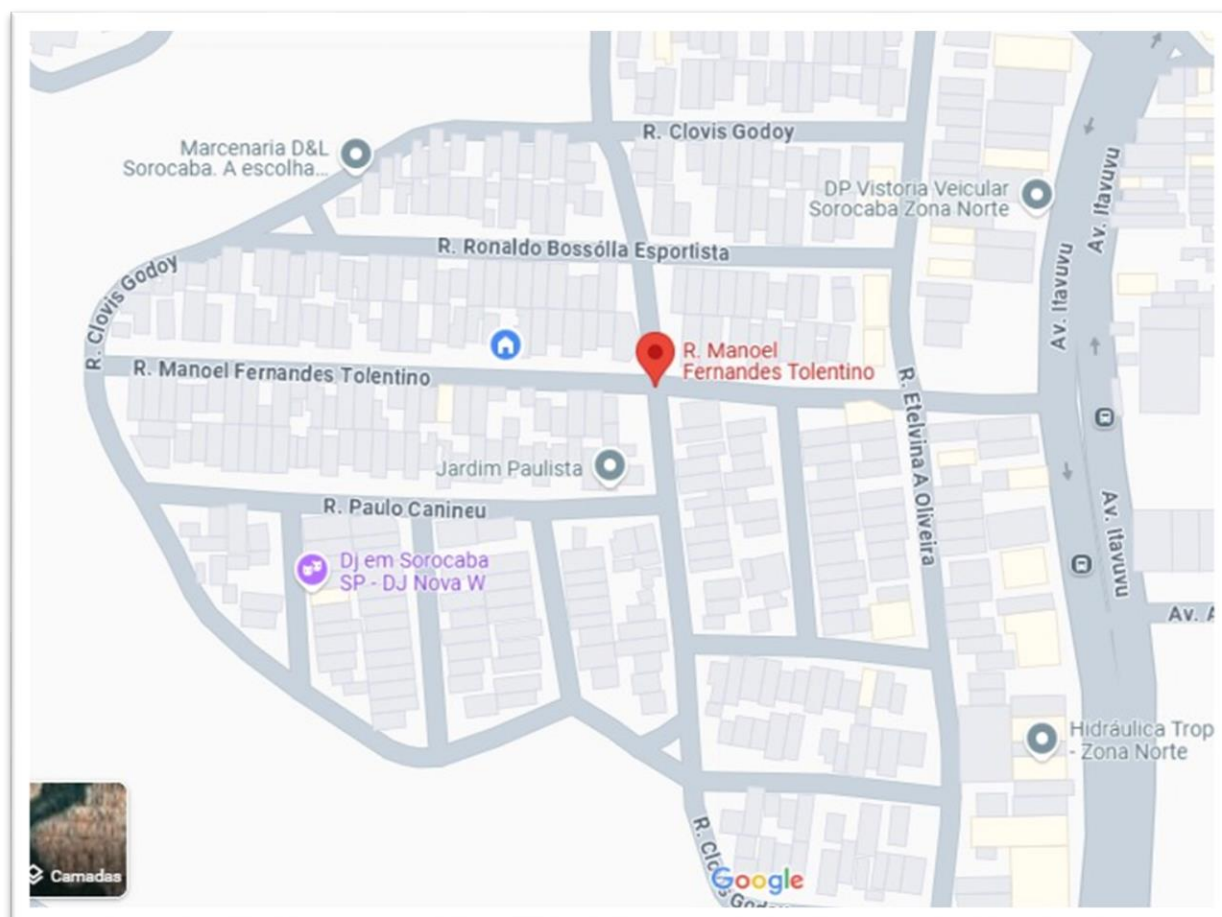 R. Clovis Godoy
Marcenaria D&L
Sorocaba. A escolha...
DP Vistoria Veicular
Sorocaba Zona Norte
Av. Itavuvu
Av. Itavuvu
R. Ronaldo Bossólla Esportista
R. Clovis Godoy
R. Manoel
Fernandes Tolentino
R. Manoel Fernandes Tolentino
R. Etelvina A Oliveira
Jardim Paulista
R. Paulo Canineu
Av. Itavuvu
Dj em Sorocaba
SP - DJ Nova W
Av. A
Hidráulica Trop
- Zona Norte
Camadas
R. Clovis Godoy
Google